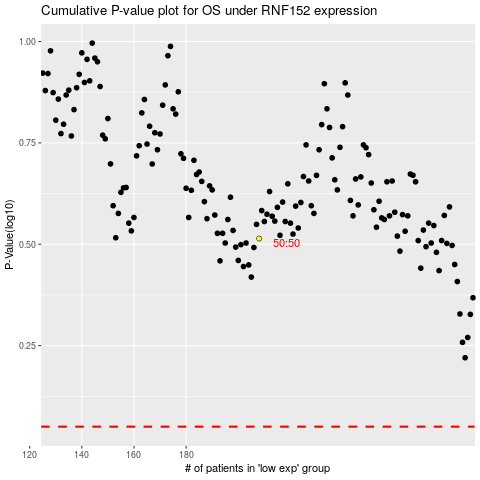 Cumulative P-value plot for OS under RNF152 expression
P-Value(log10)
1.00
0.75
0.50
0.25
50:50
120 140 160 180
# of patients in 'low exp' group